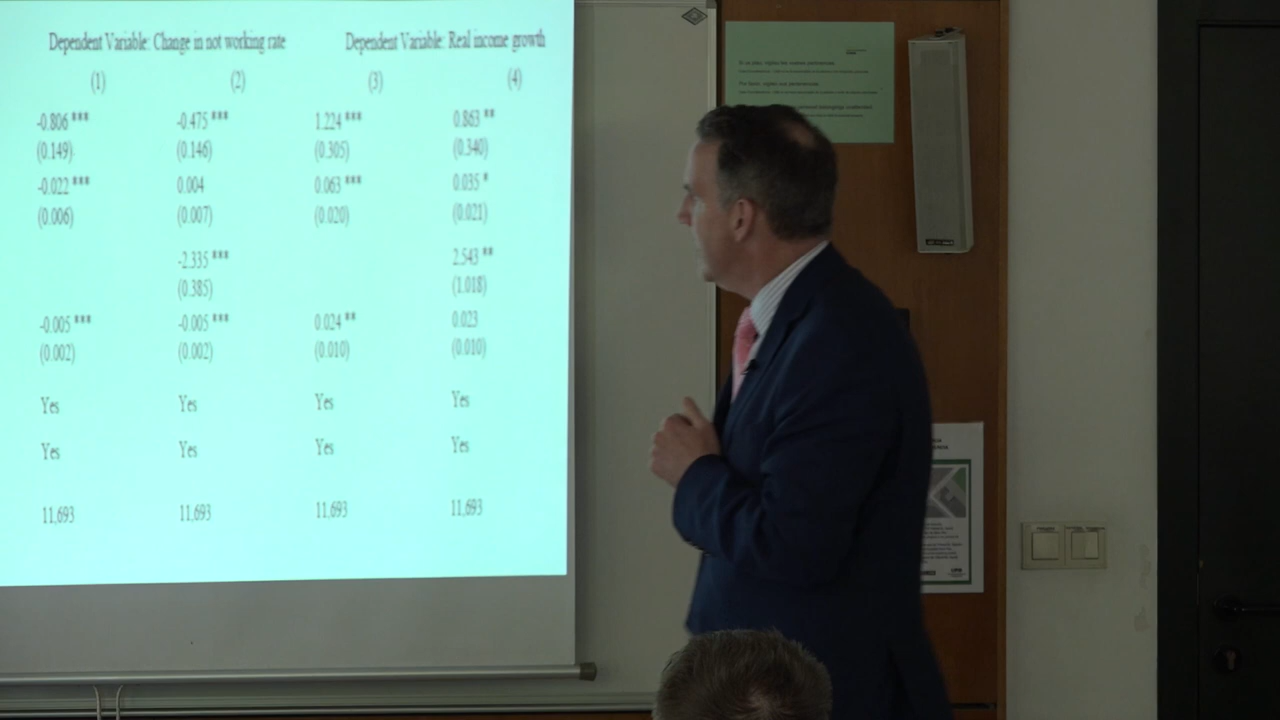 Dependent Variable: Change in not working rate Dependent Variable: Real income growth
(1) (2) (3) (4)
-0.806 *** -0.475 *** 1.224 *** 0.863 **
(0.149) (0.146) (0.305) (0.340)
-0.022 *** 0.004 0.063 *** 0.035 *
(0.006) (0.007) (0.020) (0.021)
-2.335 *** 2.543 **
(0.385) (1.018)
-0.005 *** -0.005 *** 0.024 ** 0.023
(0.002) (0.002) (0.010) (0.010)
Yes Yes Yes Yes
Yes Yes Yes Yes
11,693 11,693 11,693 11,693